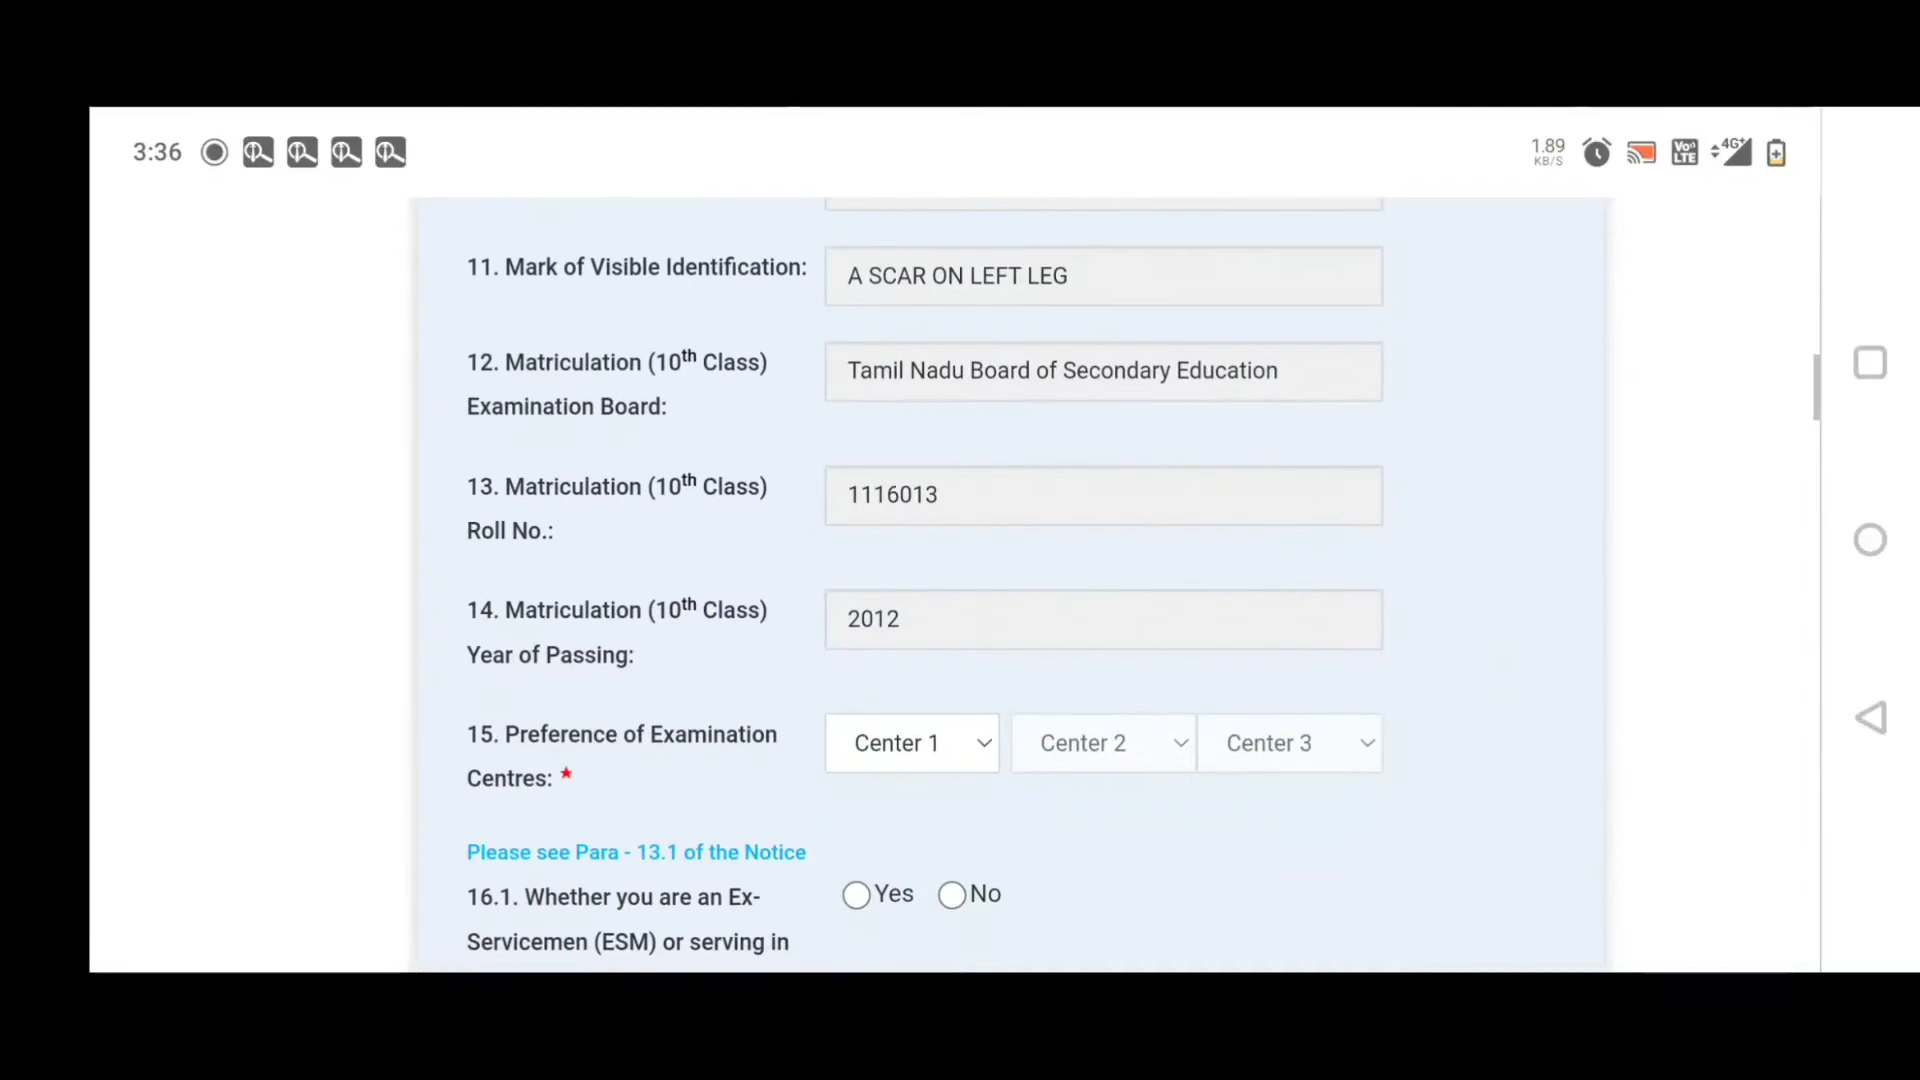 3:36
1.89
KB/S
Vo))
LTE
4G+
11. Mark of Visible Identification:
A SCAR ON LEFT LEG
12. Matriculation (10th Class)
Examination Board:
Tamil Nadu Board of Secondary Education
13. Matriculation (10th Class)
Roll No.:
1116013
14. Matriculation (10th Class)
Year of Passing:
2012
15. Preference of Examination
Centres: *
Center 1
Center 2
Center 3
Please see Para - 13.1 of the Notice
16.1. Whether you are an Ex-
Yes
No
Servicemen (ESM) or serving in